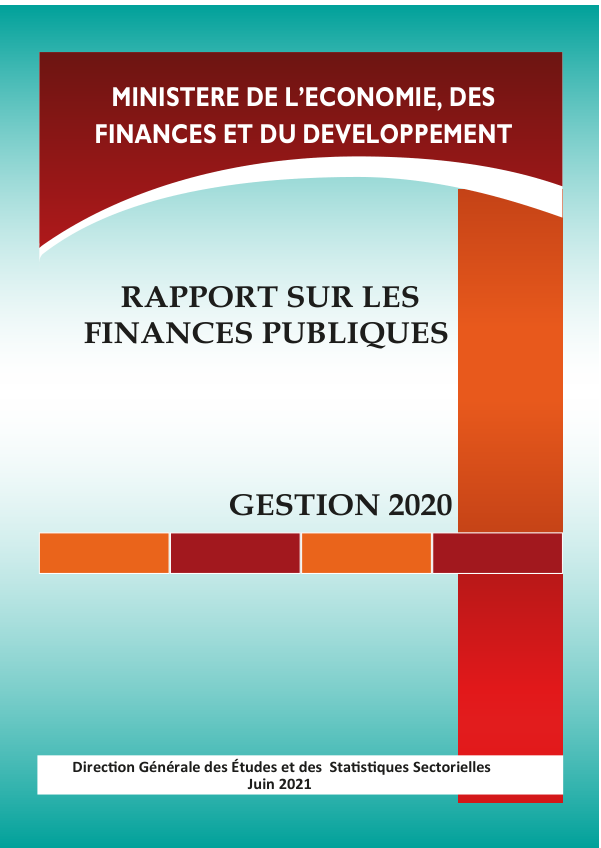 MINISTERE DE L’ECONOMIE, DES
FINANCES ET DU DEVELOPPEMENT
RAPPORT SUR LES
FINANCES PUBLIQUES
GESTION 2020
Direction Générale des Études et des Statistiques Sectorielles
Juin 2021